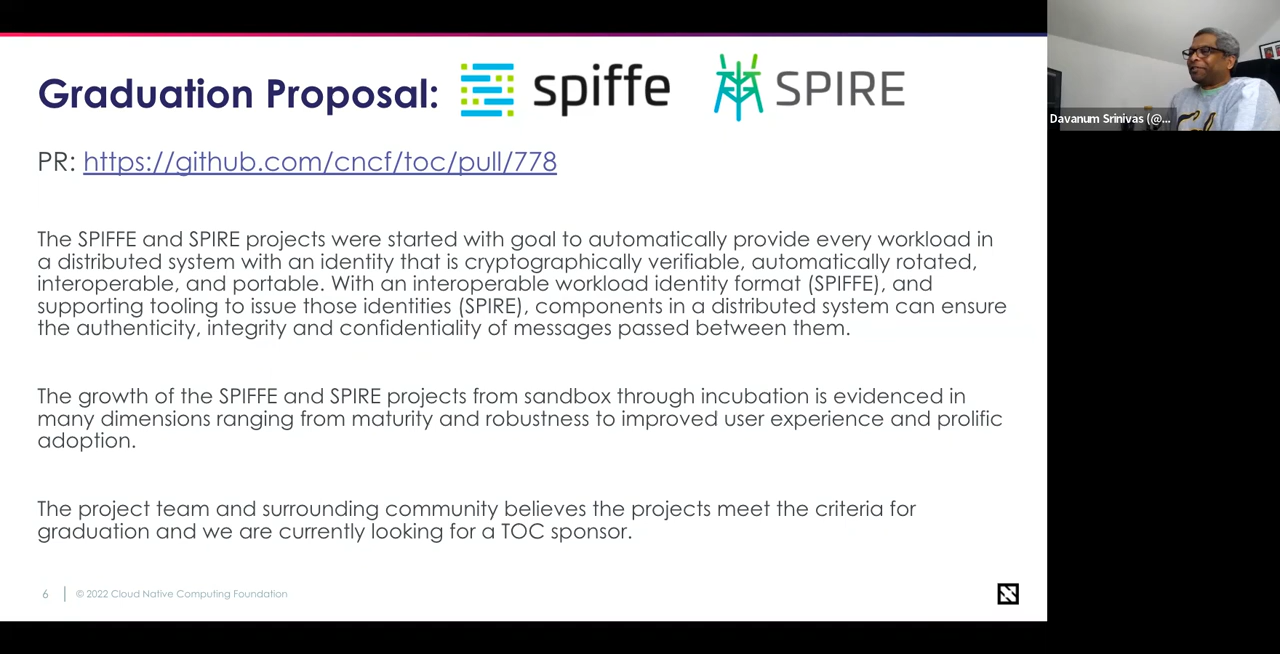 Graduation Proposal: spiffe SPIRE
PR: https://github.com/cncf/toc/pull/778
The SPIFFE and SPIRE projects were started with goal to automatically provide every workload in
a distributed system with an identity that is cryptographically verifiable, automatically rotated,
interoperable, and portable. With an interoperable workload identity format (SPIFFE), and
supporting tooling to issue those identities (SPIRE), components in a distributed system can ensure
the authenticity, integrity and confidentiality of messages passed between them.
The growth of the SPIFFE and SPIRE projects from sandbox through incubation is evidenced in
many dimensions ranging from maturity and robustness to improved user experience and prolific
adoption.
The project team and surrounding community believes the projects meet the criteria for
graduation and we are currently looking for a TOC sponsor.
6 © 2022 Cloud Native Computing Foundation
Davanum Srinivas (@...